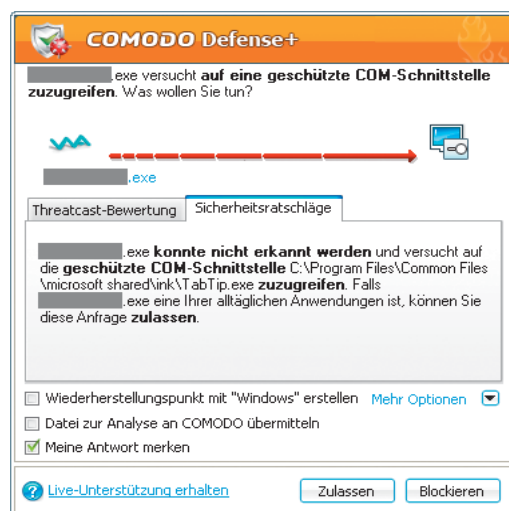 COMODO Defense+
.exe versucht auf eine geschützte COM-Schnittstelle
zuzugreifen. Was wollen Sie tun?
.exe
Threatcast-Bewertung Sicherheitsratschläge
.exe konnte nicht erkannt werden und versucht auf
die geschützte COM-Schnittstelle C:\Program Files\Common Files
\microsoft shared\ink\TabTip.exe zuzugreifen. Falls
.exe eine Ihrer alltäglichen Anwendungen ist, können Sie
diese Anfrage zulassen.
Wiederherstellungspunkt mit "Windows" erstellen Mehr Optionen
Datei zur Analyse an COMODO übermitteln
Meine Antwort merken
Live-Unterstützung erhalten Zulassen Blockieren